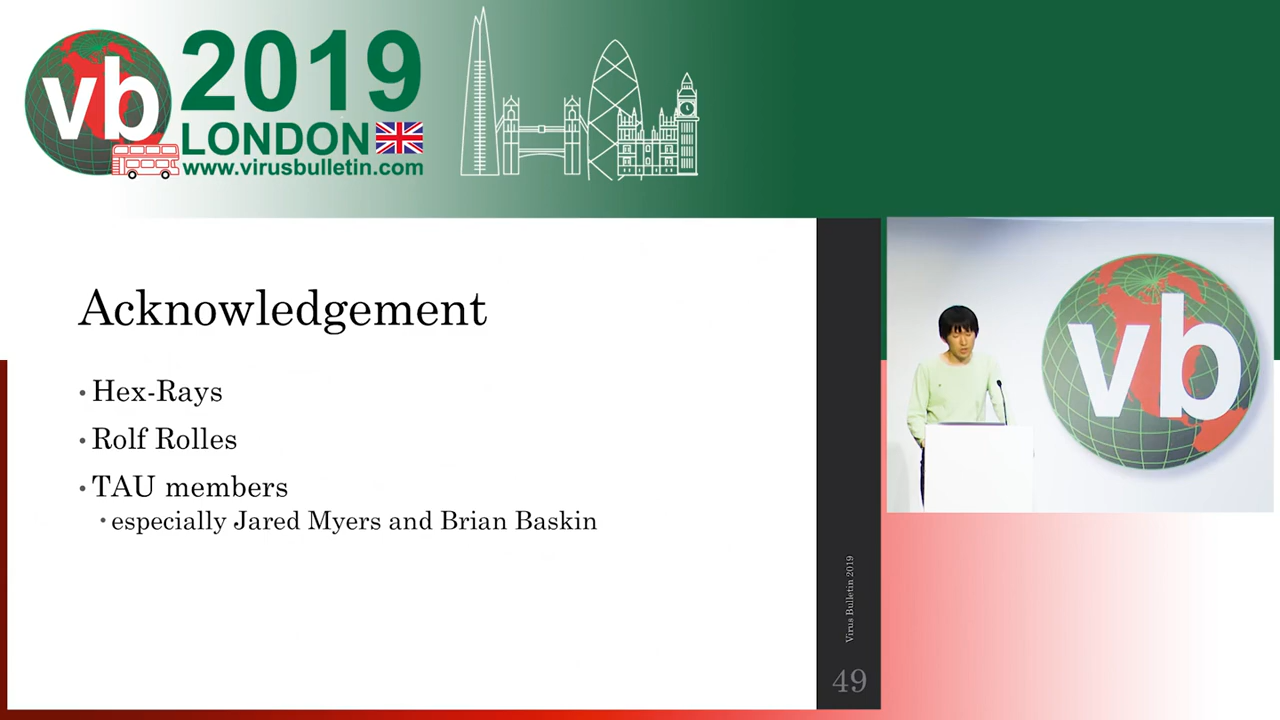 vb
2019
LONDON
www.virusbulletin.com
Acknowledgement
• Hex-Rays
• Rolf Rolles
• TAU members
• especially Jared Myers and Brian Baskin
Virus Bulletin 2019
49
vb